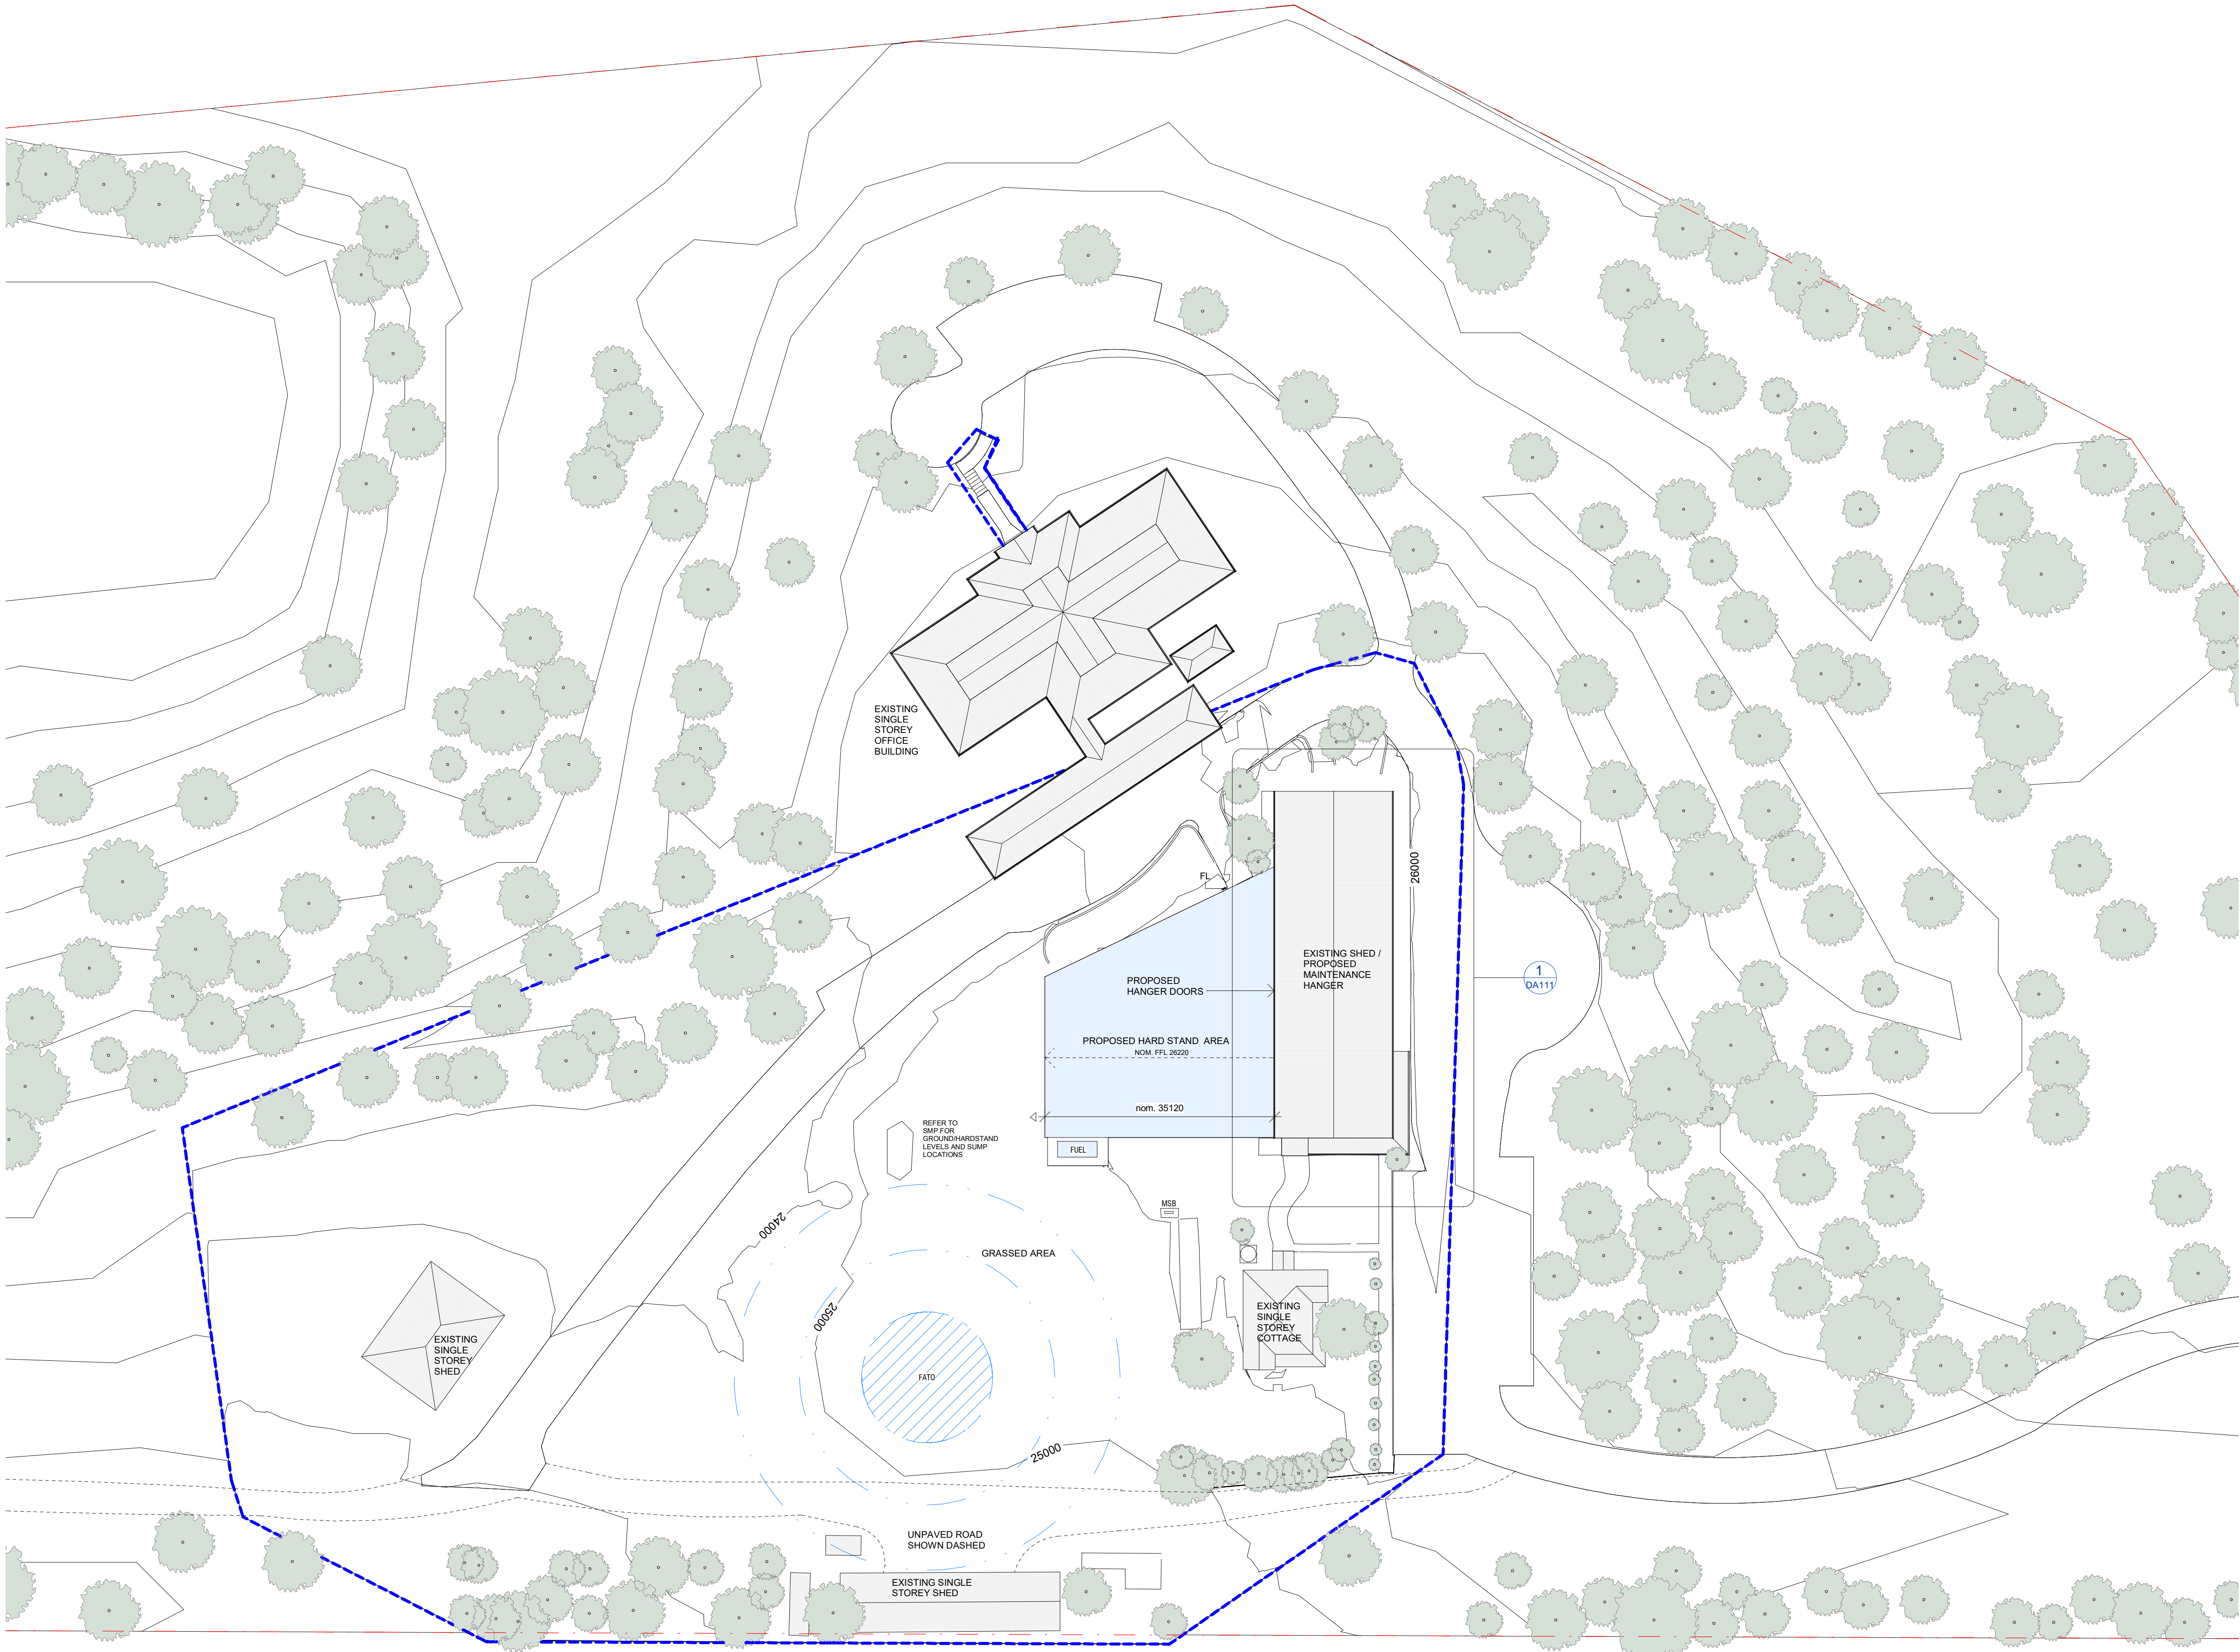 EXISTING
SINGLE
STOREY
OFFICE
BUILDING
FL
26000
EXISTING SHED /
PROPOSED
MAINTENANCE
HANGER
PROPOSED
HANGER DOORS
1
DA111
PROPOSED HARD STAND AREA
NOM. FFL 26220
nom. 35120
REFER TO
SMP FOR
GROUND/HARDSTAND
LEVELS AND SUMP
LOCATIONS
FUEL
MSB
24000
GRASSED AREA
25000
EXISTING
SINGLE
STOREY
COTTAGE
EXISTING
SINGLE
STOREY
SHED
FATO
25000
UNPAVED ROAD
SHOWN DASHED
EXISTING SINGLE
STOREY SHED